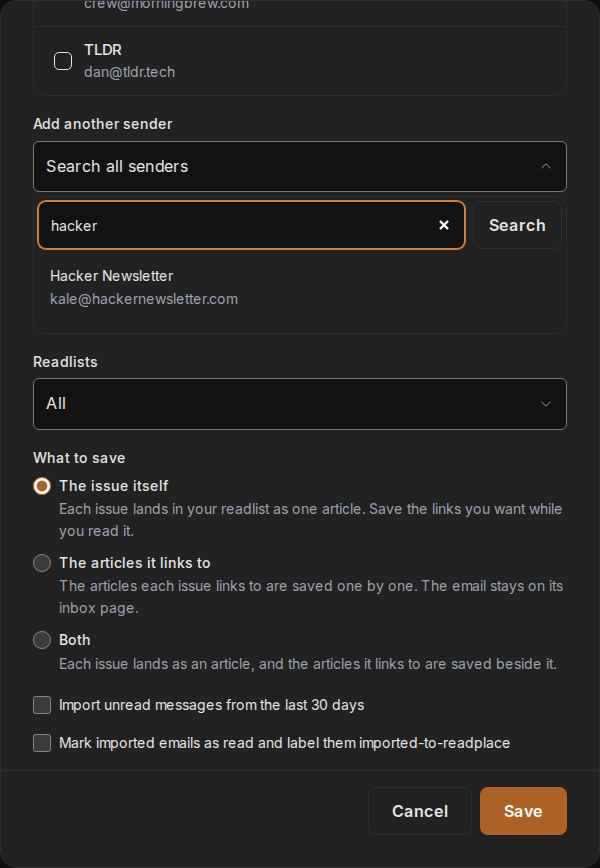 crew@morningbrew.com
TLDR
dan@tldr.tech
Add another sender
Search all senders
hacker
Search
Hacker Newsletter
kale@hackernewsletter.com
Readlists
All
What to save
The issue itself
Each issue lands in your readlist as one article. Save the links you want while
you read it.
The articles it links to
The articles each issue links to are saved one by one. The email stays on its
inbox page.
Both
Each issue lands as an article, and the articles it links to are saved beside it.
Import unread messages from the last 30 days
Mark imported emails as read and label them imported-to-readplace
Cancel
Save